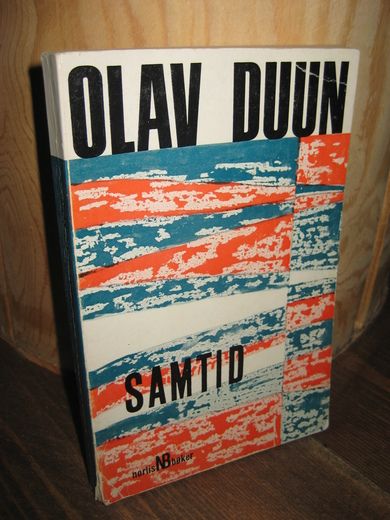 OLAV DUUN
SAMTID
norlis NB bøker